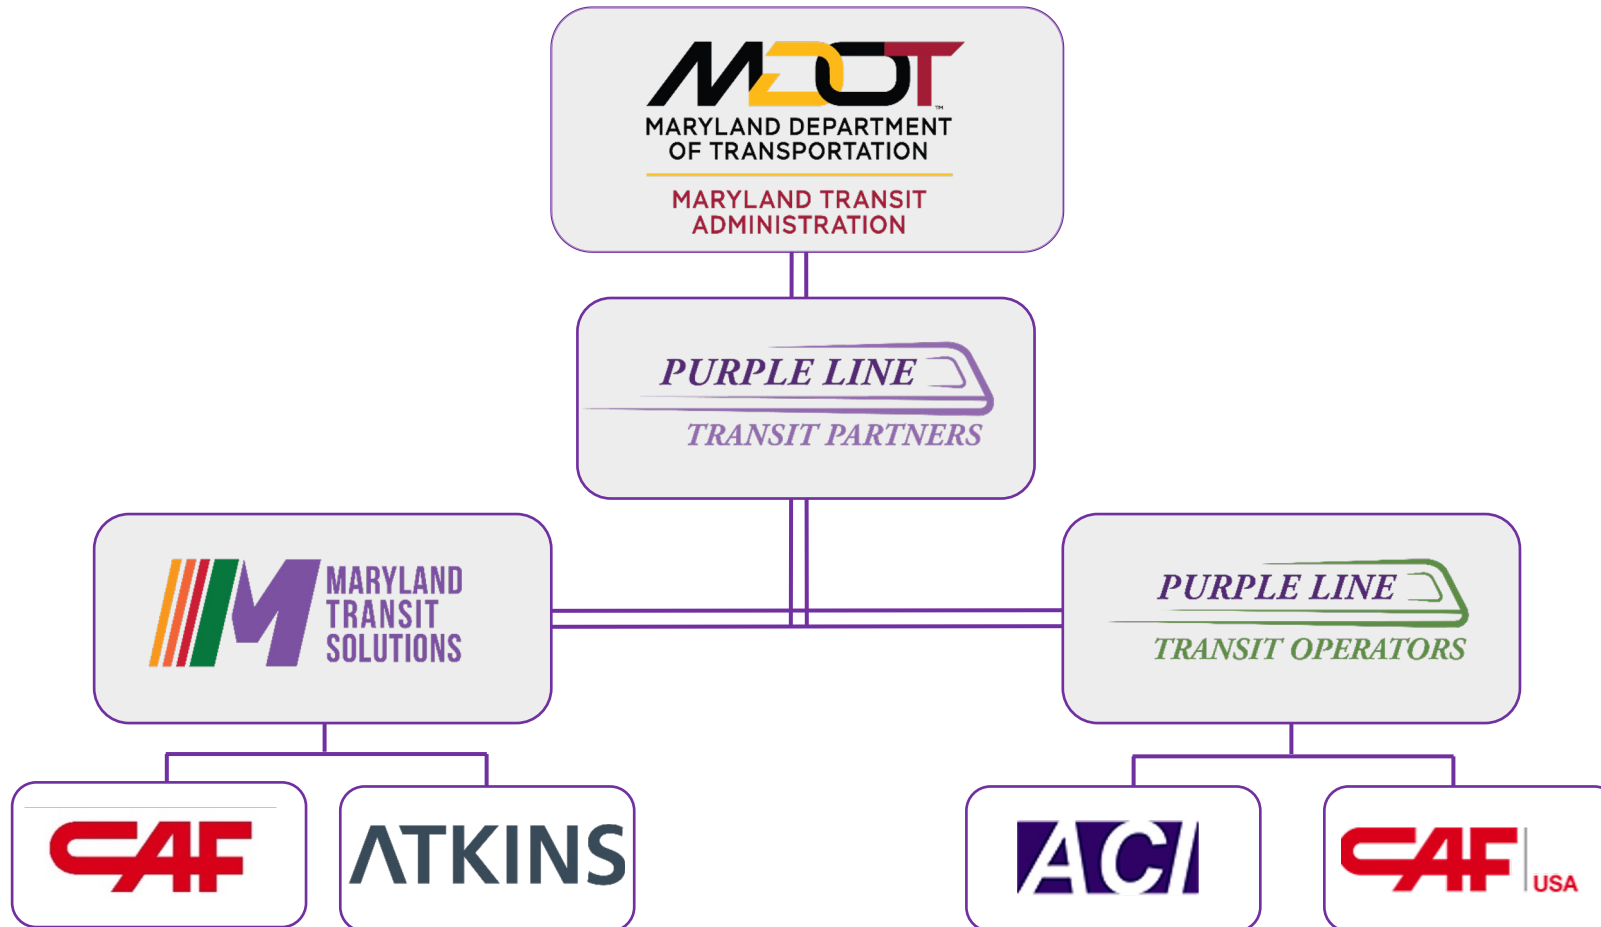 MDOT™
MARYLAND DEPARTMENT
OF TRANSPORTATION
MARYLAND TRANSIT
ADMINISTRATION
PURPLE LINE
TRANSIT PARTNERS
M MARYLAND
TRANSIT
SOLUTIONS
PURPLE LINE
TRANSIT OPERATORS
CAF
ATKINS
ACI
CAF USA